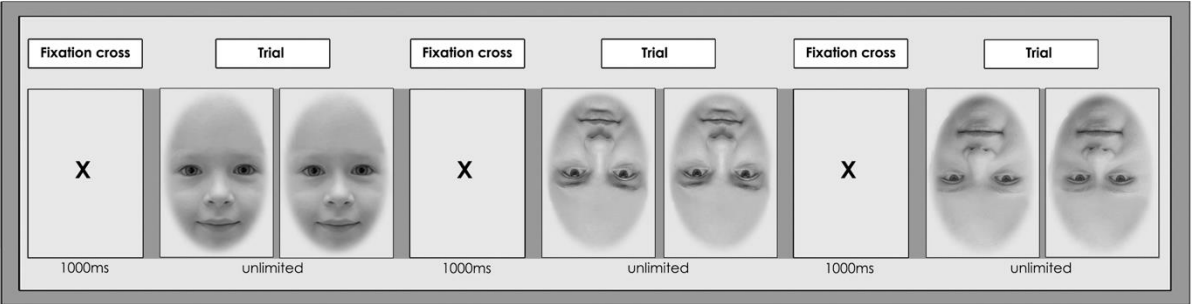 Fixation cross
Trial
Fixation cross
Trial
Fixation cross
Trial
X
X
X
1000ms
unlimited
1000ms
unlimited
1000ms
unlimited